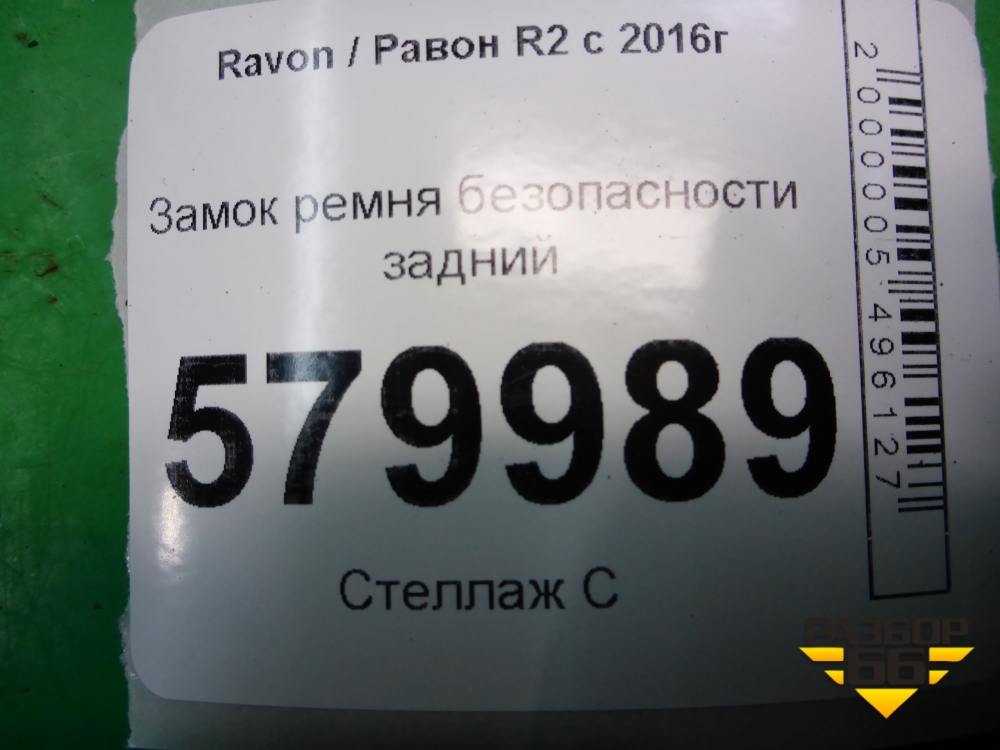 Ravon / Равон R2 с 2016г
Замок ремня безопасности
задний
579989
Стеллаж С
2000005496127
РАЗБОР
66